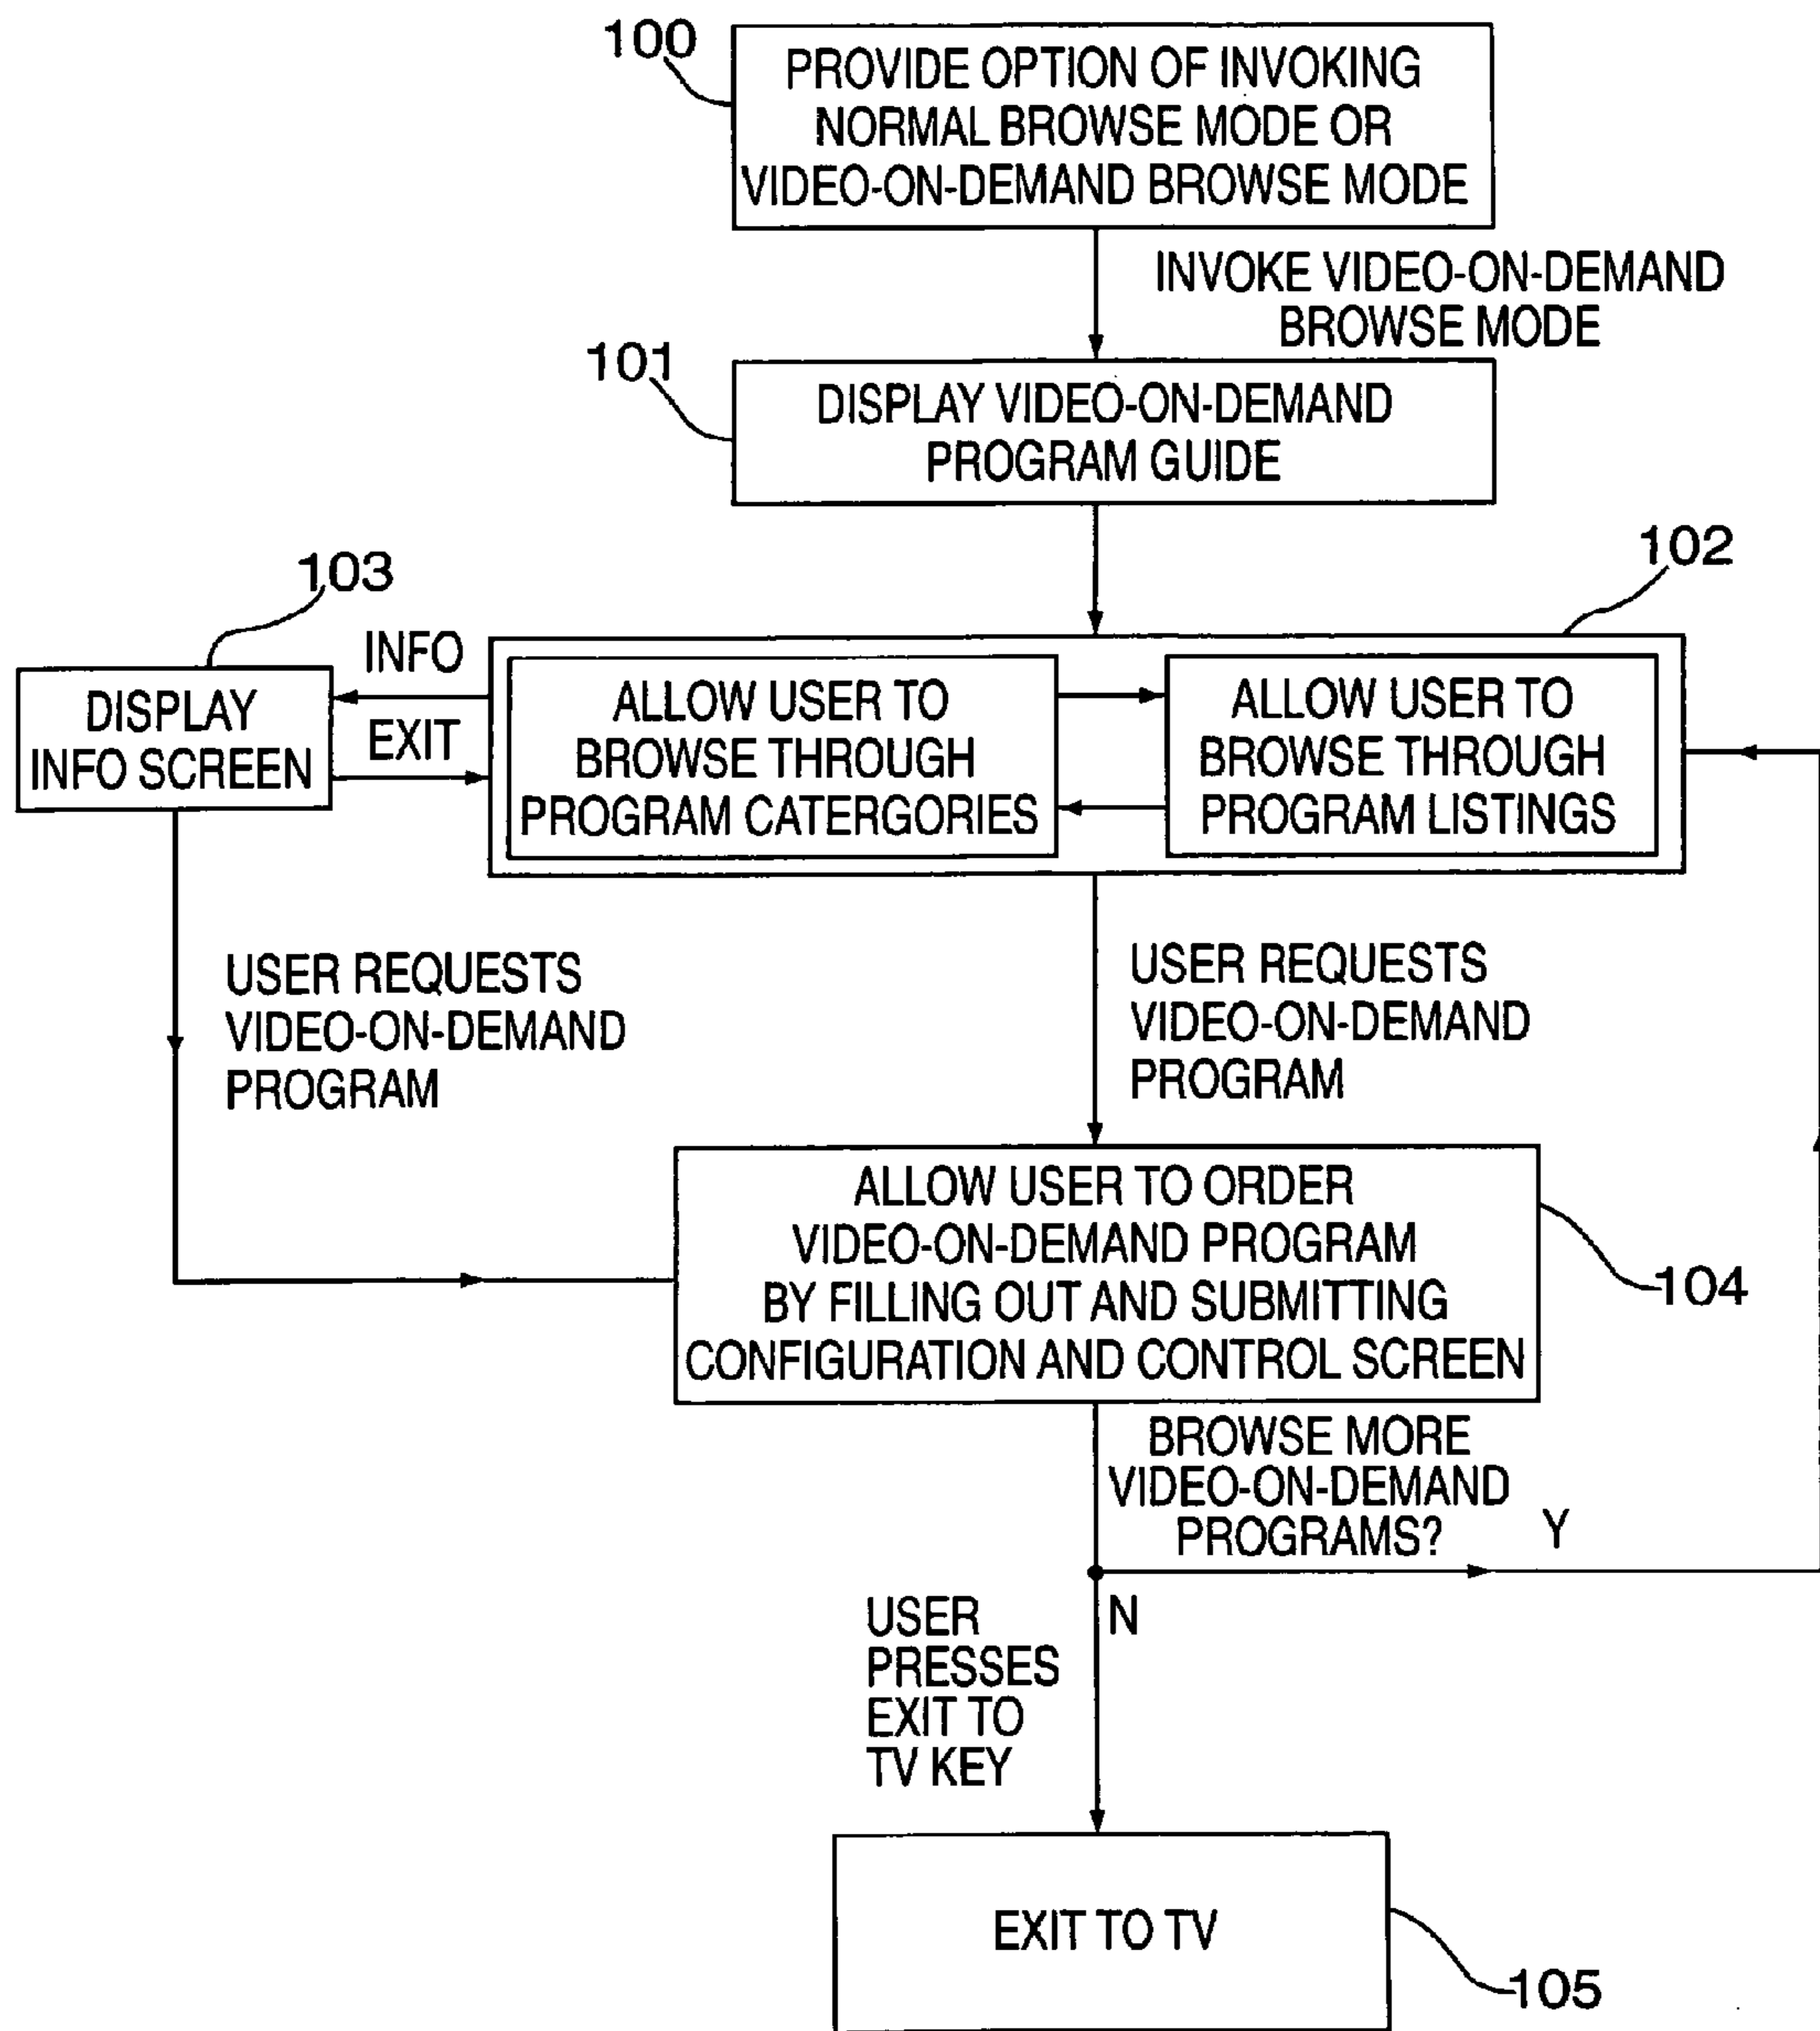 100
PROVIDE OPTION OF INVOKING
NORMAL BROWSE MODE OR
VIDEO-ON-DEMAND BROWSE MODE
INVOKE VIDEO-ON-DEMAND
BROWSE MODE
101
DISPLAY VIDEO-ON-DEMAND
PROGRAM GUIDE
102
103
INFO
EXIT
DISPLAY
INFO SCREEN
ALLOW USER TO
BROWSE THROUGH
PROGRAM CATERGORIES
ALLOW USER TO
BROWSE THROUGH
PROGRAM LISTINGS
USER REQUESTS
VIDEO-ON-DEMAND
PROGRAM
USER REQUESTS
VIDEO-ON-DEMAND
PROGRAM
ALLOW USER TO ORDER
VIDEO-ON-DEMAND PROGRAM
BY FILLING OUT AND SUBMITTING
CONFIGURATION AND CONTROL SCREEN
104
BROWSE MORE
VIDEO-ON-DEMAND
PROGRAMS?
Y
N
USER
PRESSES
EXIT TO
TV KEY
EXIT TO TV
105